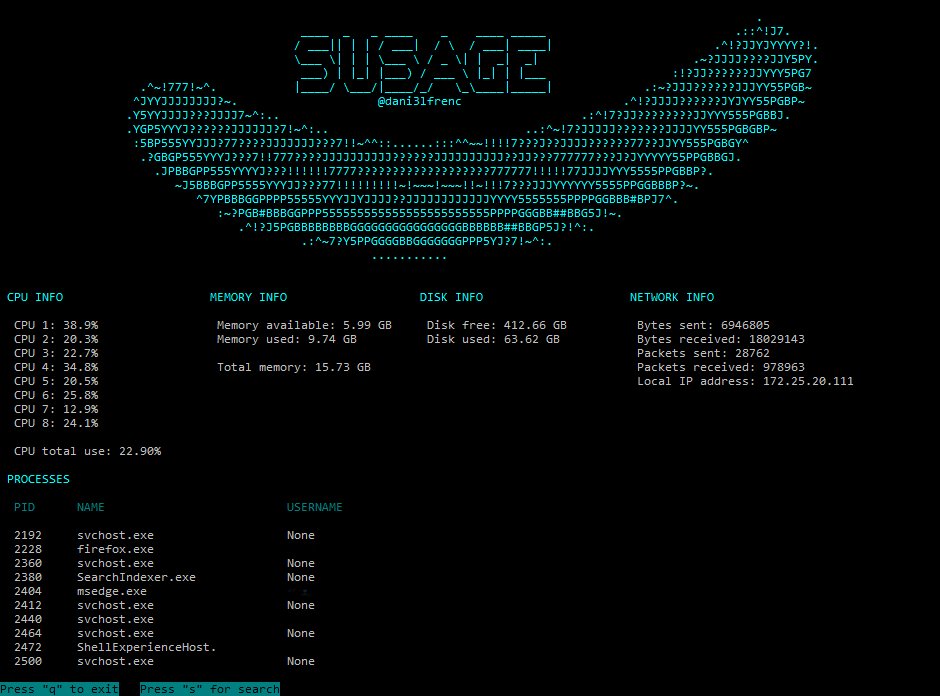 SUSAGE
@dani3lfrenc
CPU INFO
CPU 1: 38.9%
CPU 2: 20.3%
CPU 3: 22.7%
CPU 4: 34.8%
CPU 5: 20.5%
CPU 6: 25.8%
CPU 7: 12.9%
CPU 8: 24.1%
CPU total use: 22.90%
MEMORY INFO
Memory available: 5.99 GB
Memory used: 9.74 GB
Total memory: 15.73 GB
DISK INFO
Disk free: 412.66 GB
Disk used: 63.62 GB
NETWORK INFO
Bytes sent: 6946805
Bytes received: 18029143
Packets sent: 28762
Packets received: 978963
Local IP address: 172.25.20.111
PROCESSES
PID NAME USERNAME
2192 svchost.exe None
2228 firefox.exe
2360 svchost.exe None
2380 SearchIndexer.exe None
2404 msedge.exe
2412 svchost.exe None
2440 svchost.exe
2464 svchost.exe None
2472 ShellExperienceHost.
2500 svchost.exe None
Press "q" to exit Press "s" for search